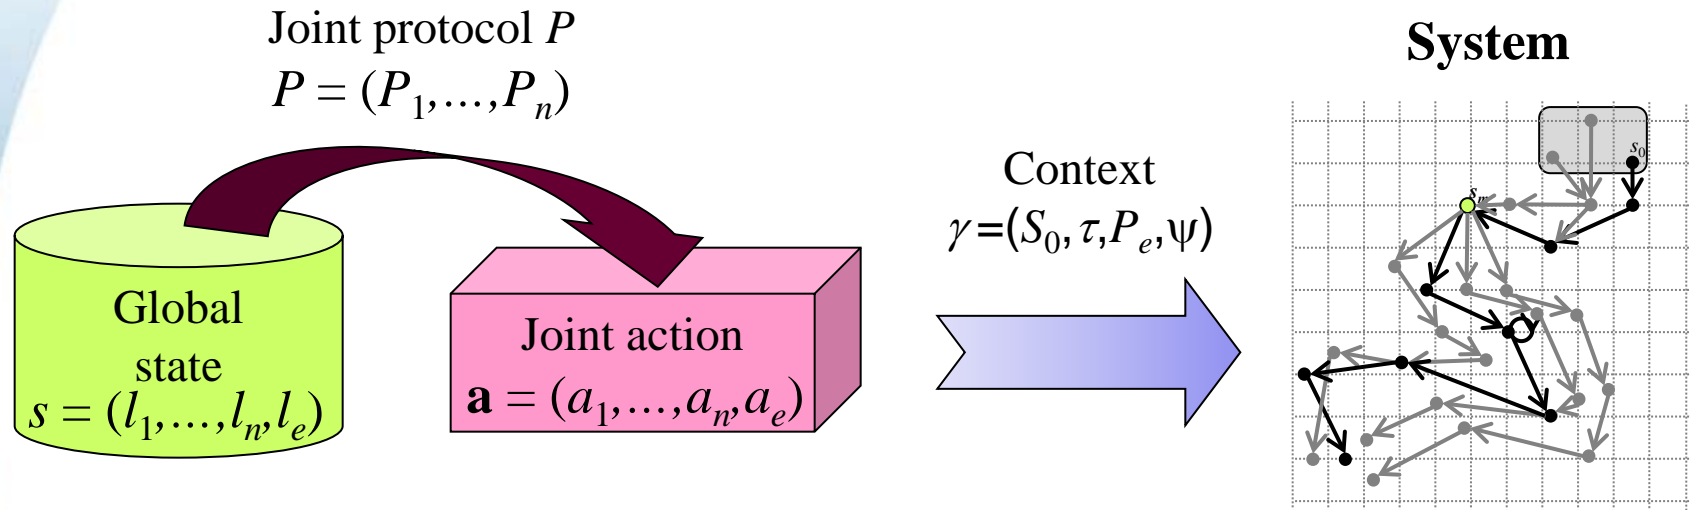 Joint protocol P
P = (P₁,…,Pₙ)
Global
state
s = (l₁,…,lₙ,lₑ)
Joint action
a = (a₁,…,aₙ,aₑ)
Context
γ=(S₀,τ,Pₑ,ψ)
System
s₀